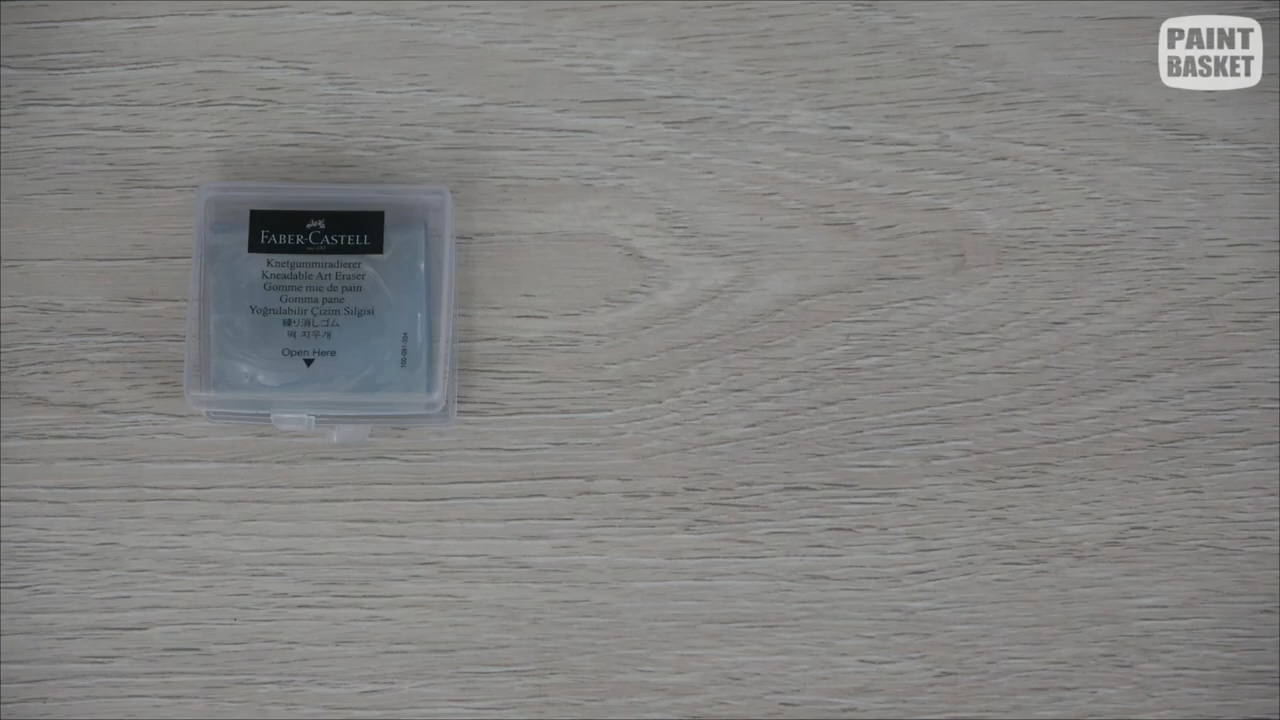 PAINT
BASKET
FABER-CASTELL
Knetgummiradierer
Kneadable Art Eraser
Gomme mie de pain
Gomma pane
Yoğrulabilir Çizim Silgisi
練り消しゴム
떡 지우개
Open Here